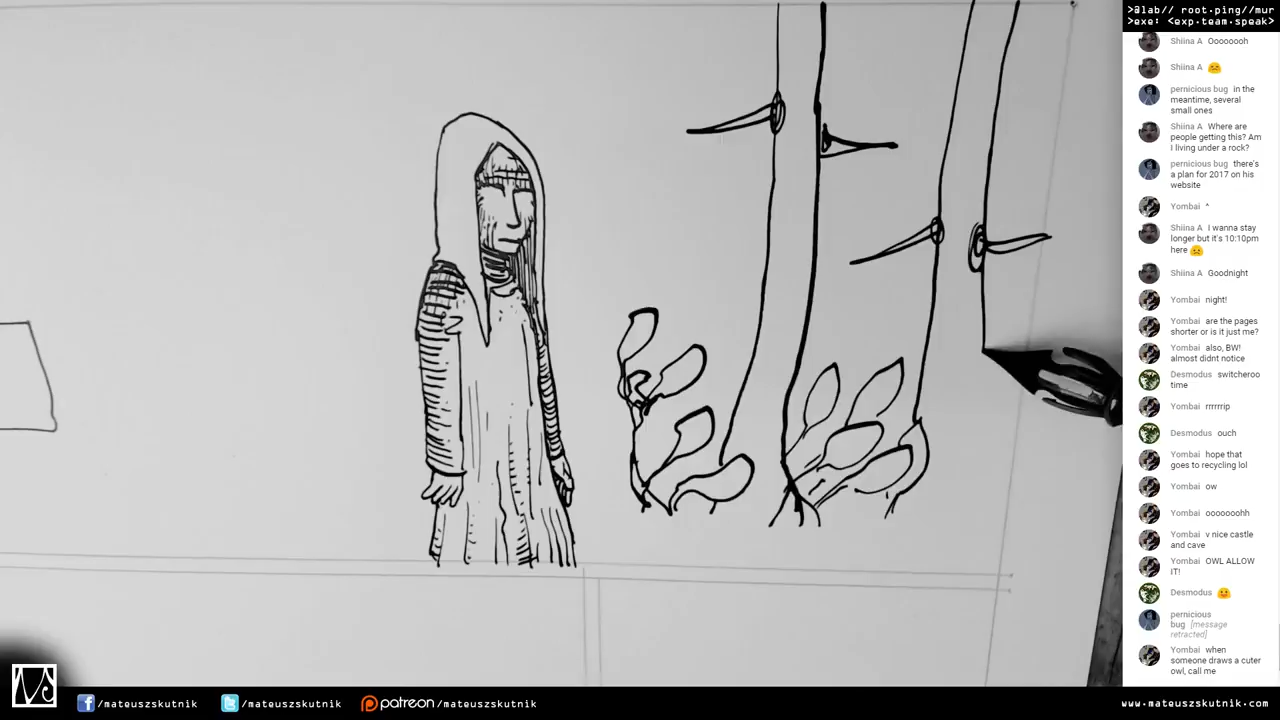 >@lab// root.ping//mur
>exe: <exp.team.speak>
Shiina A Oooooooh
Shiina A 😣
pernicious bug in the
meantime, several
small ones
Shiina A Where are
people getting this? Am
I living under a rock?
pernicious bug there's
a plan for 2017 on his
website
Yombai ^
Shiina A I wanna stay
longer but it's 10:10pm
here ☹️
Shiina A Goodnight
Yombai night!
Yombai are the pages
shorter or is it just me?
Yombai also, BW!
almost didnt notice
Desmodus switcheroo
time
Yombai rrrrrrip
Desmodus ouch
Yombai hope that
goes to recycling lol
Yombai ow
Yombai ooooooohh
Yombai v nice castle
and cave
Yombai OWL ALLOW
IT!
Desmodus 🙂
pernicious
bug [message
retracted]
Yombai when
someone draws a cuter
owl, call me
/mateuszskutnik /mateuszskutnik patreon /mateuszskutnik www.mateuszskutnik.com